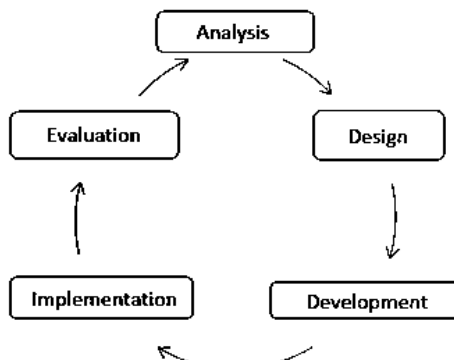 Analysis
Evaluation
Design
Implementation
Development